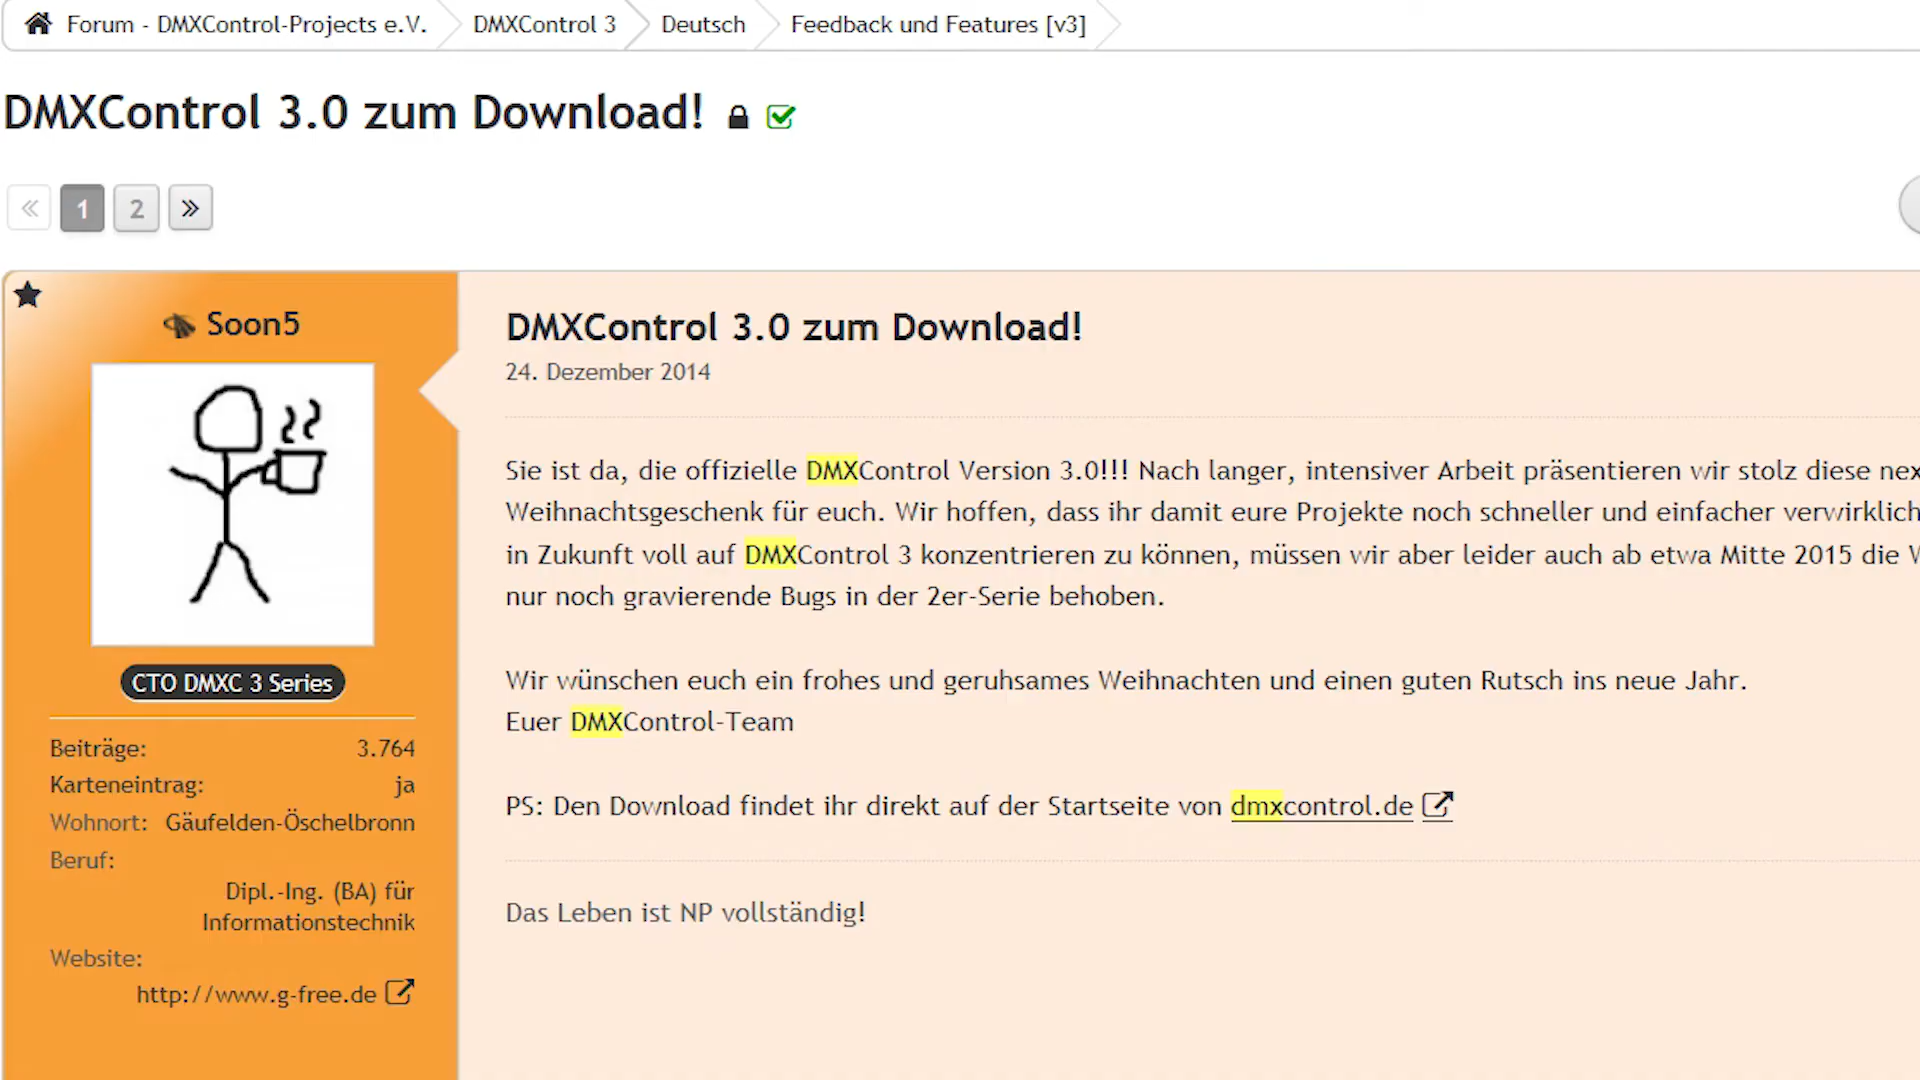 Forum - DMXControl-Projects e.V.
DMXControl 3
Deutsch
Feedback und Features [v3]
DMXControl 3.0 zum Download!
« 1 2 »
Soon5
CTO DMXC 3 Series
Beiträge: 3.764
Karteneintrag: ja
Wohnort: Gäufelden-Öschelbronn
Beruf:
Dipl.-Ing. (BA) für
Informationstechnik
Website:
http://www.g-free.de
DMXControl 3.0 zum Download!
24. Dezember 2014
Sie ist da, die offizielle DMXControl Version 3.0!!! Nach langer, intensiver Arbeit präsentieren wir stolz diese
Weihnachtsgeschenk für euch. Wir hoffen, dass ihr damit eure Projekte noch schneller und einfacher
in Zukunft voll auf DMXControl 3 konzentrieren zu können, müssen wir aber leider auch ab etwa Mitte 2015 die
nur noch gravierende Bugs in der 2er-Serie behoben.
Wir wünschen euch ein frohes und geruhsames Weihnachten und einen guten Rutsch ins neue Jahr.
Euer DMXControl-Team
PS: Den Download findet ihr direkt auf der Startseite von dmxcontrol.de
Das Leben ist NP vollständig!